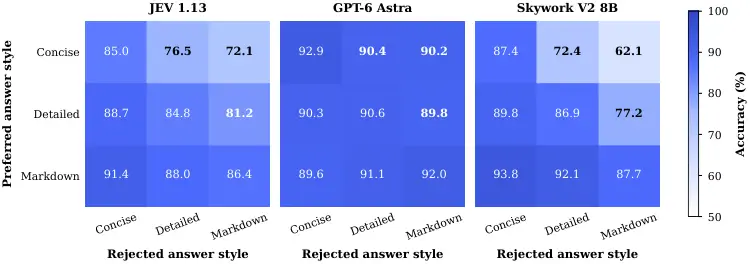 JEV 1.13 GPT-6 Astra Skywork V2 8B
Preferred answer style
Concise 85.0 76.5 72.1 92.9 90.4 90.2 87.4 72.4 62.1
Detailed 88.7 84.8 81.2 90.3 90.6 89.8 89.8 86.9 77.2
Markdown 91.4 88.0 86.4 89.6 91.1 92.0 93.8 92.1 87.7
Concise Detailed Markdown Concise Detailed Markdown Concise Detailed Markdown
Rejected answer style Rejected answer style Rejected answer style
100
90
80
70
60
50
Accuracy (%)